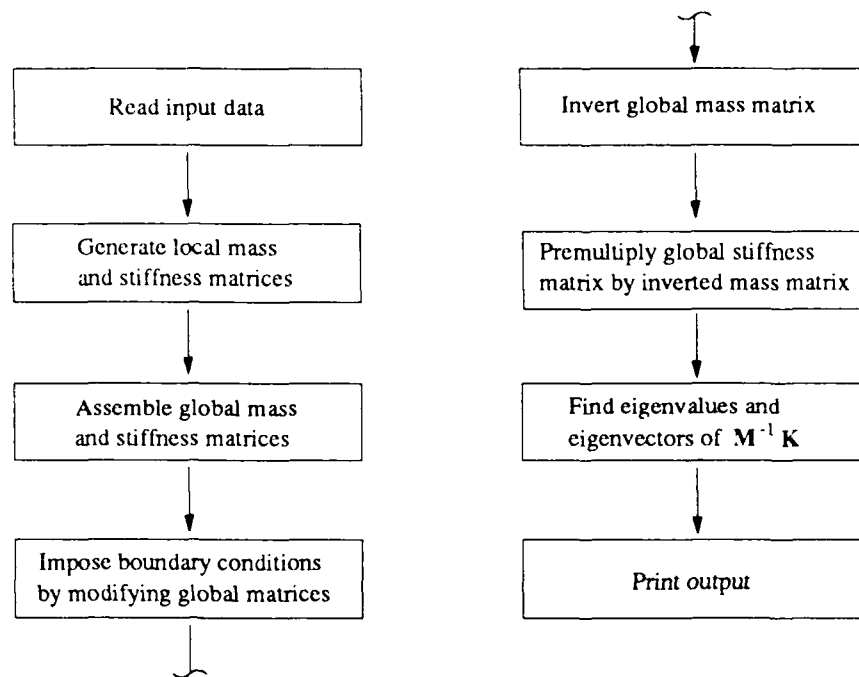 Read input data
Generate local mass
and stiffness matrices
Assemble global mass
and stiffness matrices
Impose boundary conditions
by modifying global matrices
Invert global mass matrix
Premultiply global stiffness
matrix by inverted mass matrix
Find eigenvalues and
eigenvectors of M⁻¹ K
Print output